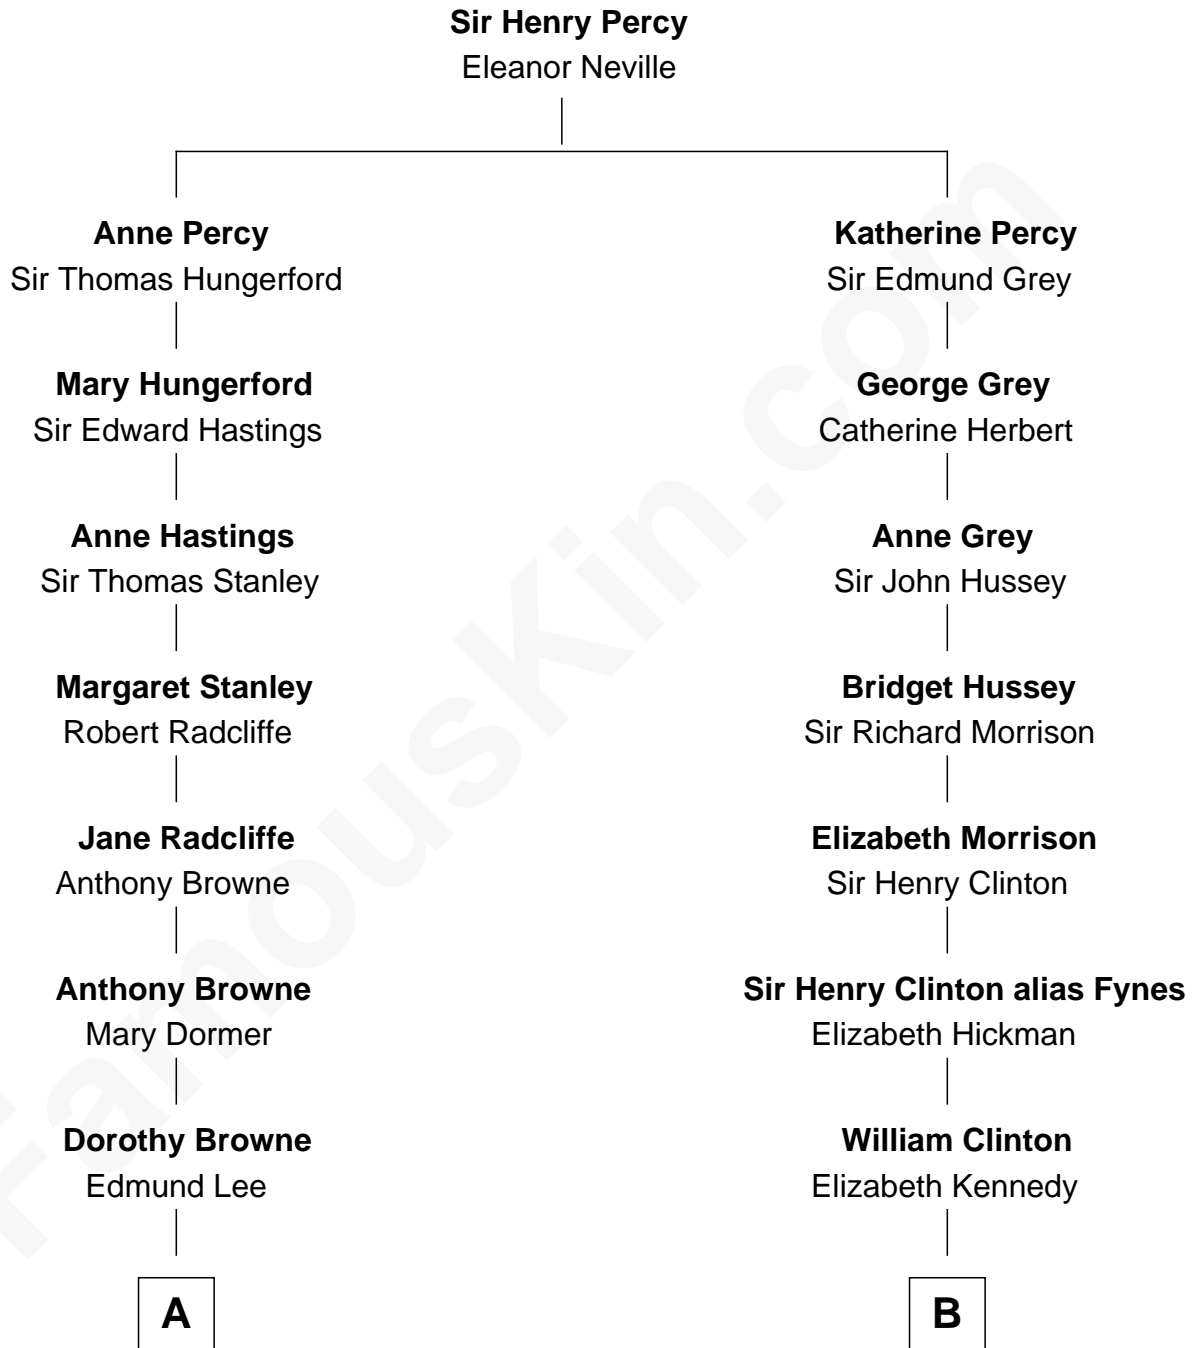 Sir Henry Percy
Eleanor Neville
Anne Percy
Sir Thomas Hungerford
Katherine Percy
Sir Edmund Grey
Mary Hungerford
Sir Edward Hastings
George Grey
Catherine Herbert
Anne Hastings
Sir Thomas Stanley
Anne Grey
Sir John Hussey
Margaret Stanley
Robert Radcliffe
Bridget Hussey
Sir Richard Morrison
Jane Radcliffe
Anthony Browne
Elizabeth Morrison
Sir Henry Clinton
Anthony Browne
Mary Dormer
Sir Henry Clinton alias Fynes
Elizabeth Hickman
Dorothy Browne
Edmund Lee
William Clinton
Elizabeth Kennedy
A
B
FamousKin.com